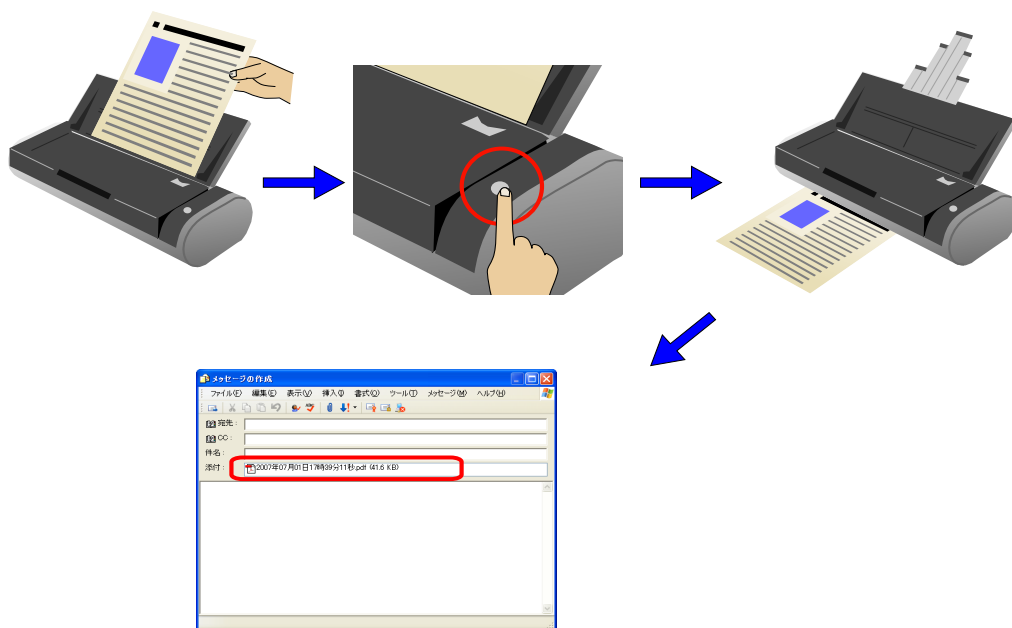 メッセージの作成
ファイル(F) 編集(E) 表示(V) 挿入(I) 書式(O) ツール(T) メッセージ(M) ヘルプ(H)
宛先:
CC:
件名:
添付: 2007年07月01日17時39分11秒.pdf (41.6 KB)